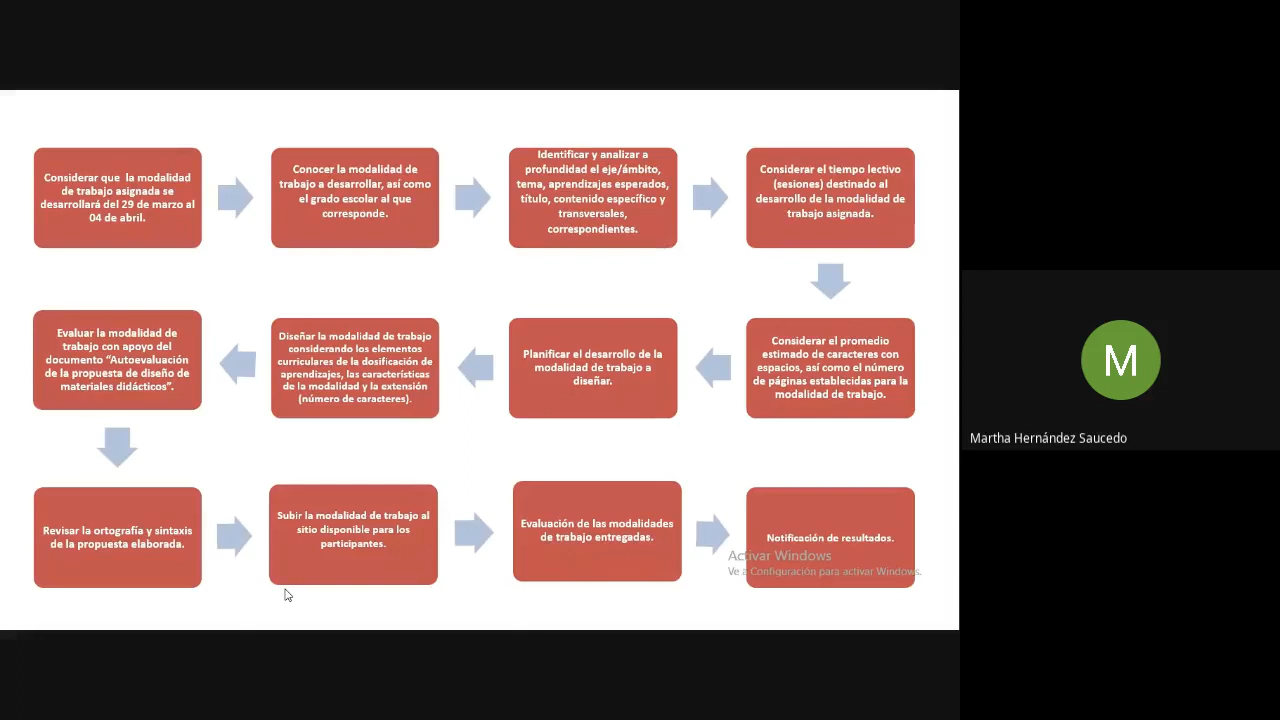 Considerar que la modalidad
de trabajo asignada se
desarrollará del 29 de marzo al
04 de abril.
Conocer la modalidad de
trabajo a desarrollar, así como
el grado escolar al que
corresponde.
Identificar y analizar a
profundidad el eje/ámbito,
tema, aprendizajes esperados,
título, contenido específico y
transversales,
correspondientes.
Considerar el tiempo lectivo
(sesiones) destinado al
desarrollo de la modalidad de
trabajo asignada.
Considerar el promedio
estimado de caracteres con
espacios, así como el número
de páginas establecidas para la
modalidad de trabajo.
Planificar el desarrollo de la
modalidad de trabajo a
diseñar.
Diseñar la modalidad de trabajo
considerando los elementos
curriculares de la dosificación de
aprendizajes, las características
de la modalidad y la extensión
(número de caracteres).
Evaluar la modalidad de
trabajo con apoyo del
documento “Autoevaluación
de la propuesta de diseño de
materiales didácticos”.
Revisar la ortografía y sintaxis
de la propuesta elaborada.
Subir la modalidad de trabajo al
sitio disponible para los
participantes.
Evaluación de las modalidades
de trabajo entregadas.
Notificación de resultados.
Activar Windows
Ve a Configuración para activar Windows.
M
Martha Hernández Saucedo